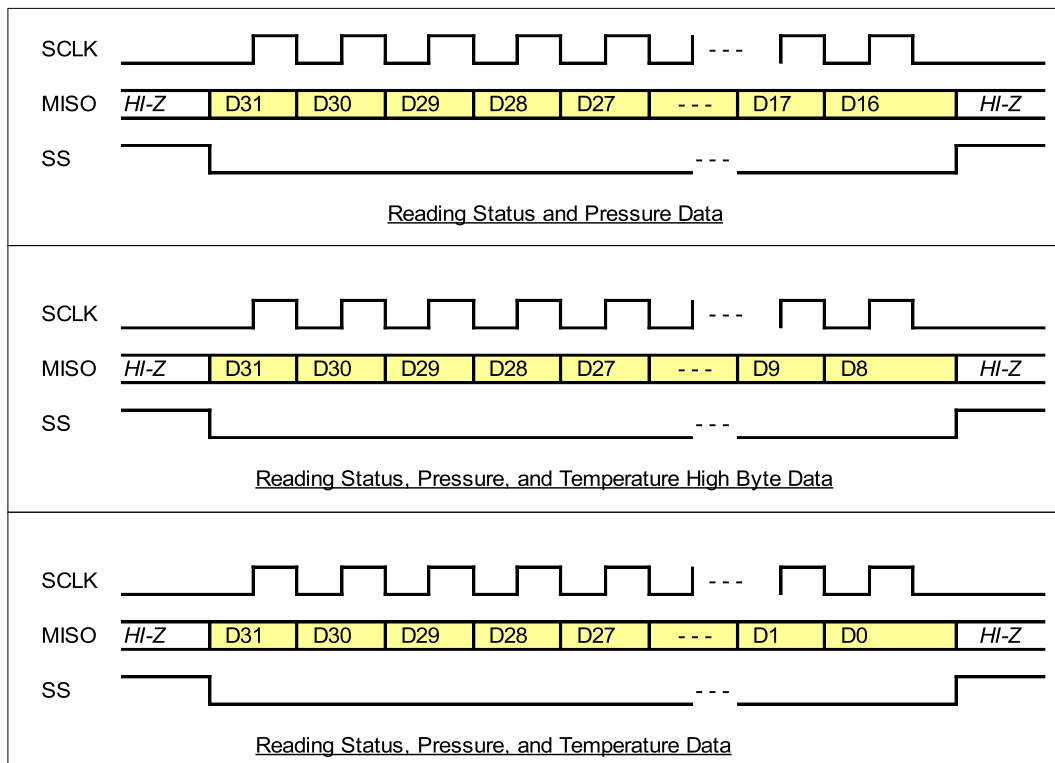 SCLK - - -
MISO HI-Z D31 D30 D29 D28 D27 - - - D17 D16 HI-Z
SS - - -
Reading Status and Pressure Data
SCLK - - -
MISO HI-Z D31 D30 D29 D28 D27 - - - D9 D8 HI-Z
SS - - -
Reading Status, Pressure, and Temperature High Byte Data
SCLK - - -
MISO HI-Z D31 D30 D29 D28 D27 - - - D1 D0 HI-Z
SS - - -
Reading Status, Pressure, and Temperature Data